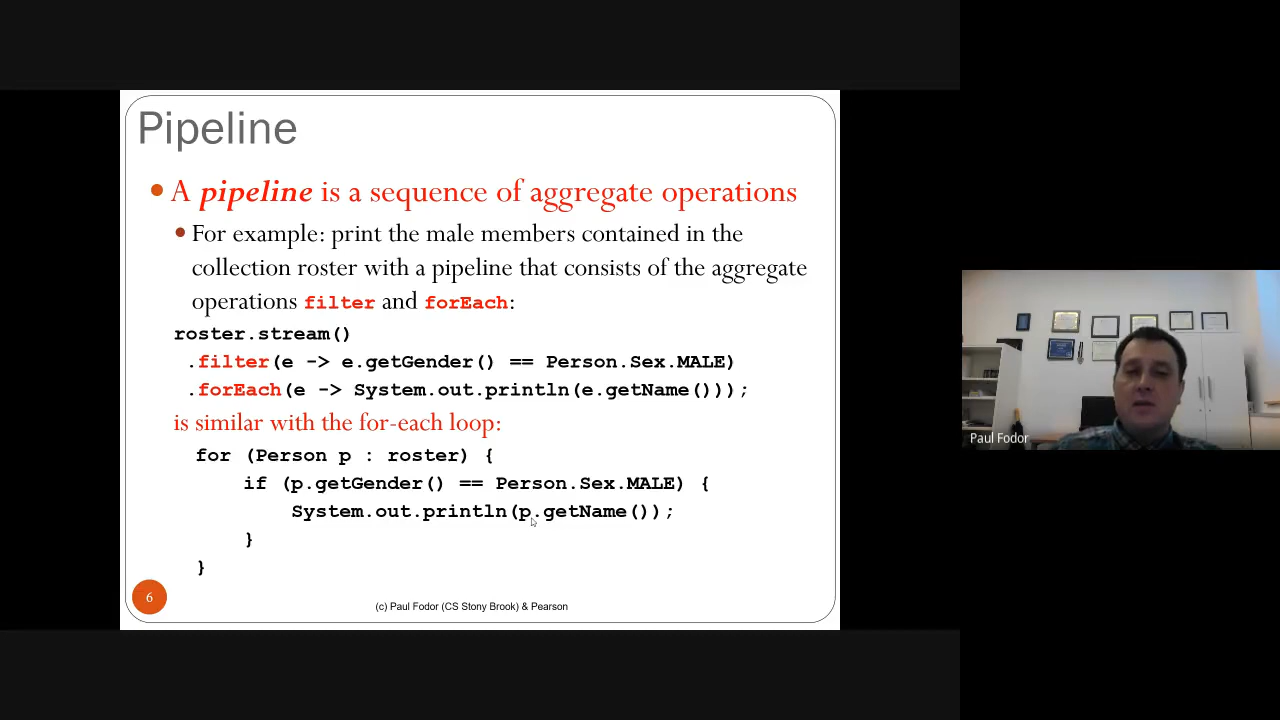 Pipeline
A pipeline is a sequence of aggregate operations
For example: print the male members contained in the
collection roster with a pipeline that consists of the aggregate
operations filter and forEach:
roster.stream()
.filter(e -> e.getGender() == Person.Sex.MALE)
.forEach(e -> System.out.println(e.getName()));
is similar with the for-each loop:
for (Person p : roster) {
if (p.getGender() == Person.Sex.MALE) {
System.out.println(p.getName());
}
}
6
(c) Paul Fodor (CS Stony Brook) & Pearson
Paul Fodor